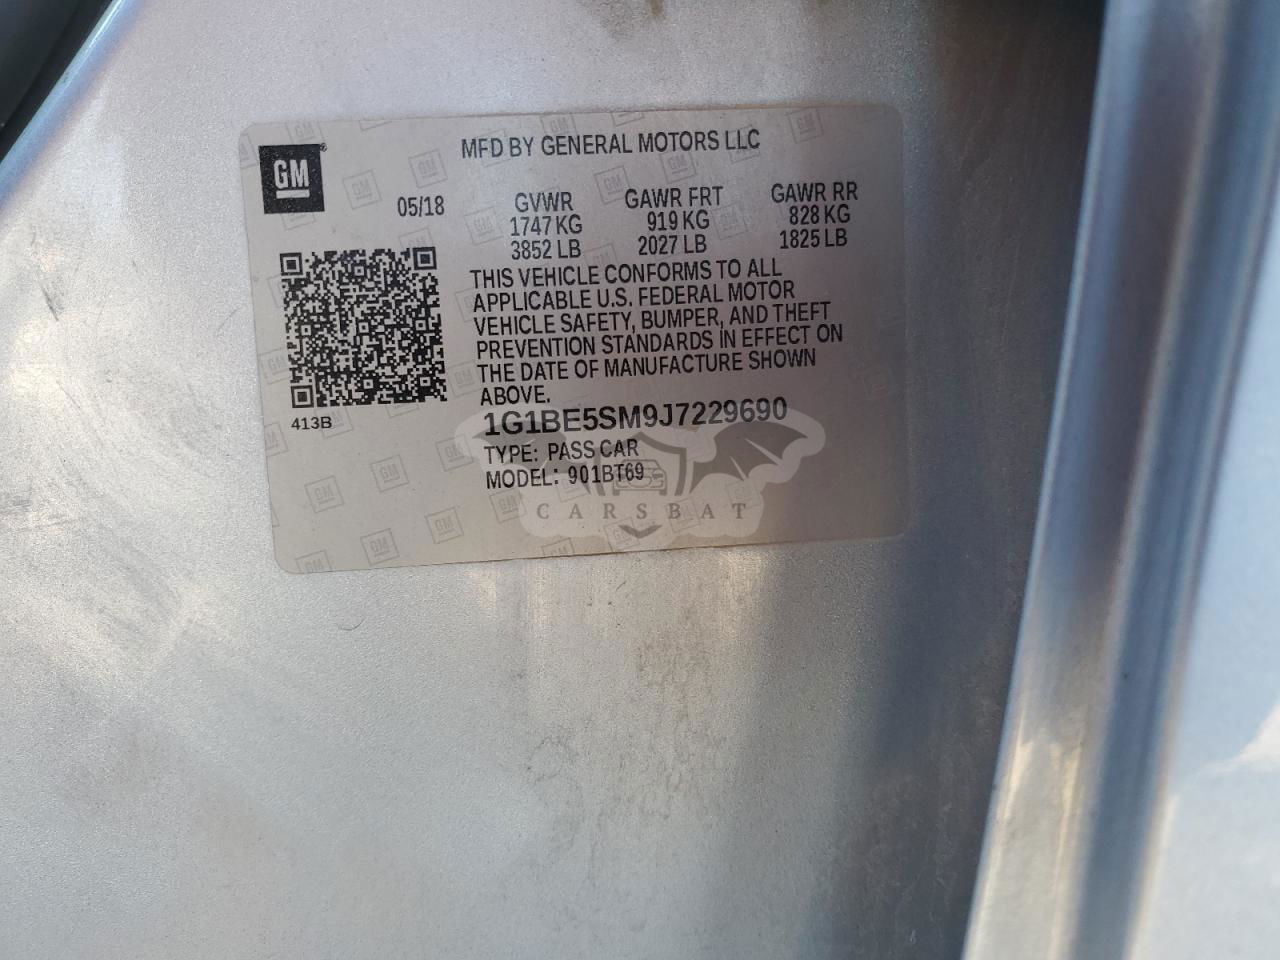 MFD BY GENERAL MOTORS LLC
GM
05/18
GVWR GAWR FRT GAWR RR
1747 KG 919 KG 828 KG
3852 LB 2027 LB 1825 LB
THIS VEHICLE CONFORMS TO ALL
APPLICABLE U.S. FEDERAL MOTOR
VEHICLE SAFETY, BUMPER, AND THEFT
PREVENTION STANDARDS IN EFFECT ON
THE DATE OF MANUFACTURE SHOWN
ABOVE.
413B
1G1BE5SM9J7229690
TYPE: PASS CAR
MODEL: 901BT69
CARSBAT